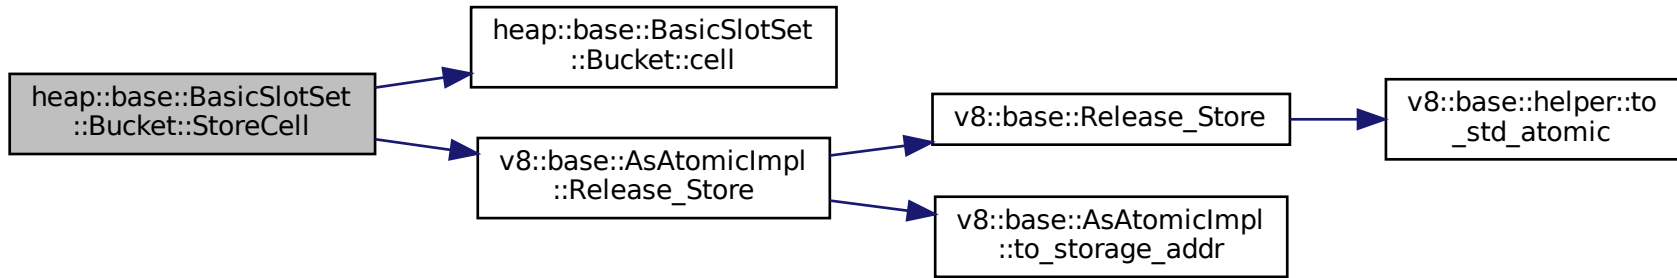 heap::base::BasicSlotSet
::Bucket::StoreCell
heap::base::BasicSlotSet
::Bucket::cell
v8::base::AsAtomicImpl
::Release_Store
v8::base::Release_Store
v8::base::AsAtomicImpl
::to_storage_addr
v8::base::helper::to
_std_atomic